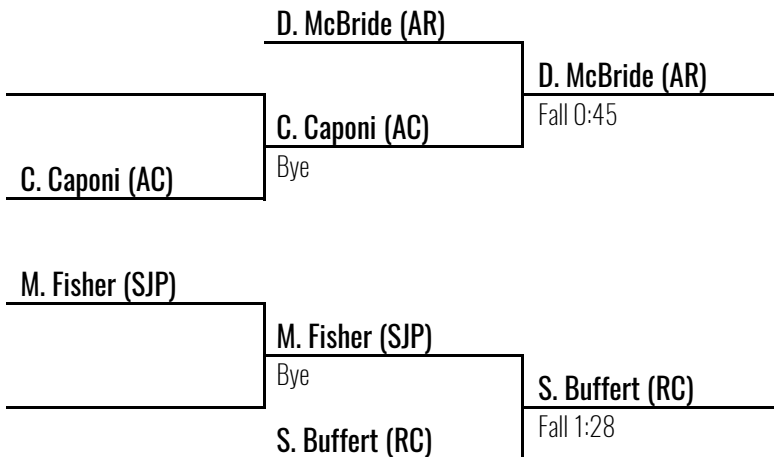 D. McBride (AR)
D. McBride (AR)
Fall 0:45
C. Caponi (AC)
Bye
C. Caponi (AC)
M. Fisher (SJP)
M. Fisher (SJP)
Bye
S. Buffert (RC)
Fall 1:28
S. Buffert (RC)